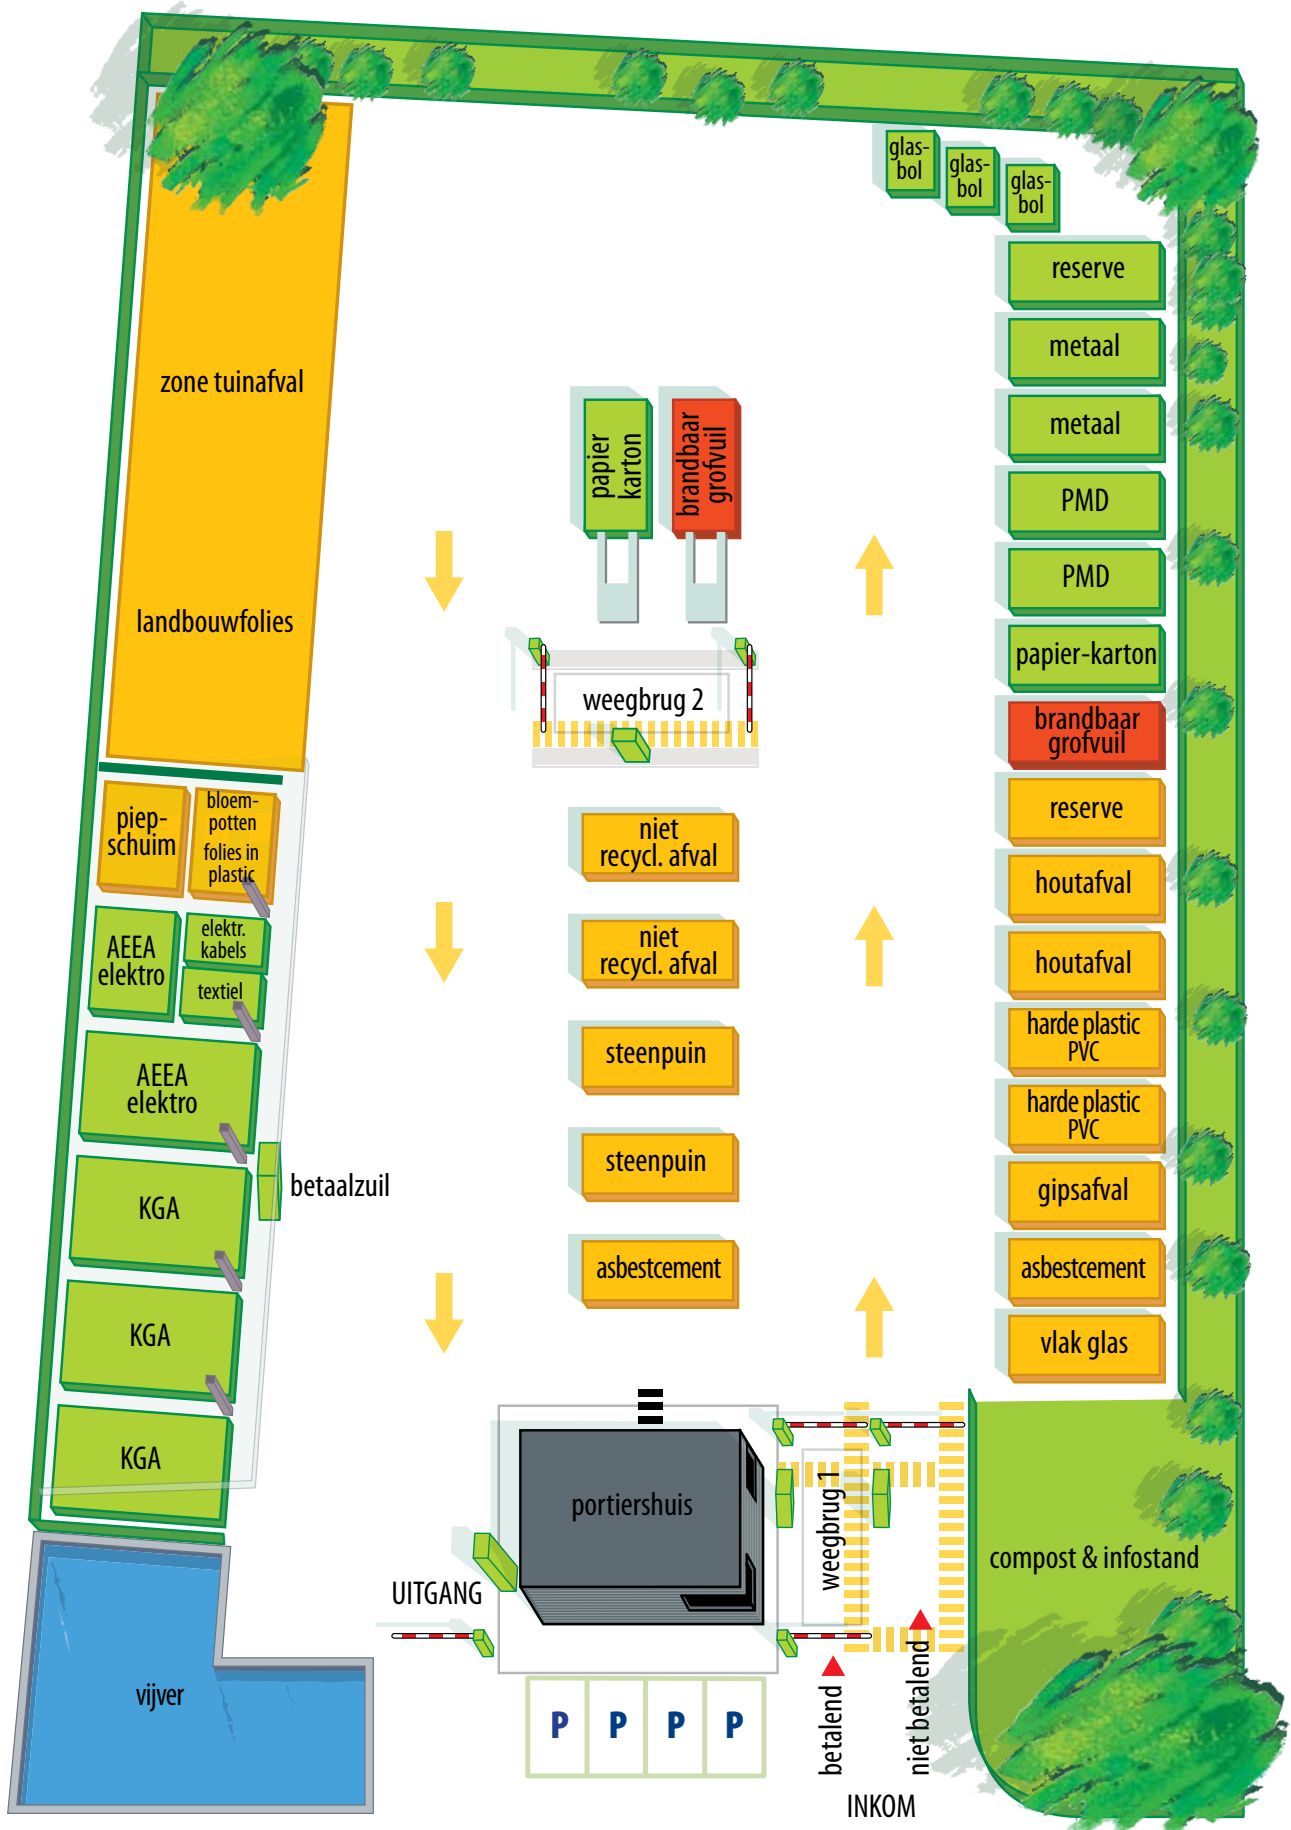 glas-
bol
glas-
bol
glas-
bol
reserve
metaal
metaal
PMD
PMD
papier-karton
brandbaar
grofvuil
reserve
houtafval
houtafval
harde plastic
PVC
harde plastic
PVC
gipsafval
asbestcement
vlak glas
compost & infostand
zone tuinafval
landbouwfolies
piep-
schuim
bloem-
potten
folies in
plastic
AEEA
elektro
elektr.
kabels
textiel
AEEA
elektro
betaalzuil
KGA
KGA
KGA
vijver
papier
karton
brandbaar
grofvuil
weegbrug 2
niet
recycl. afval
niet
recycl. afval
steenpuin
steenpuin
asbestcement
portiershuis
weegbrug 1
UITGANG
P
P
P
P
betalend
niet betalend
INKOM